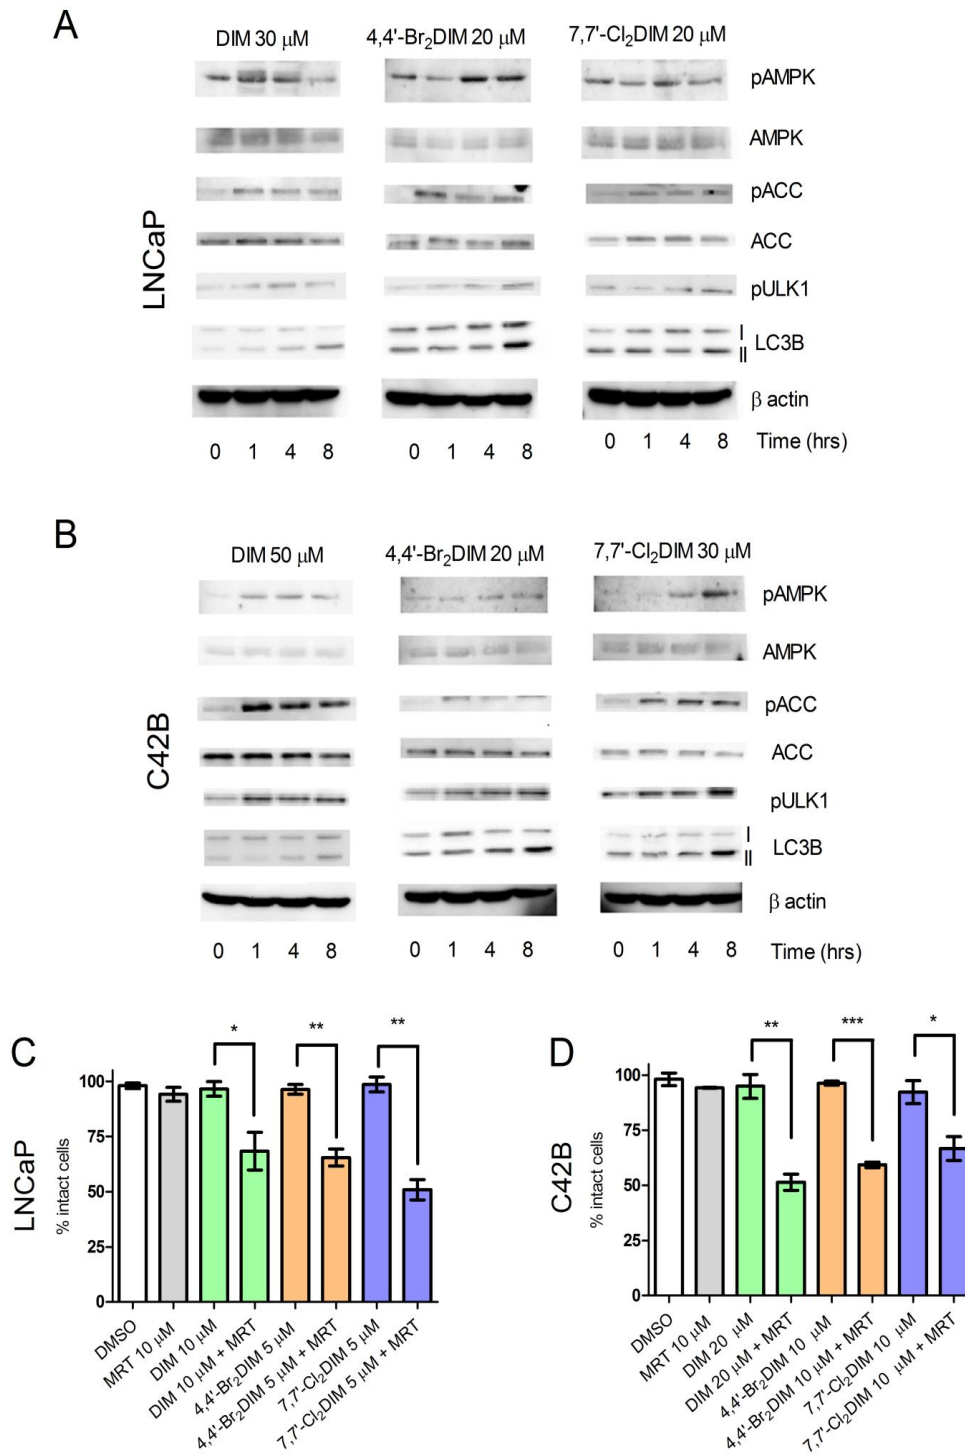 A
DIM 30 μM 4,4'-Br₂DIM 20 μM 7,7'-Cl₂DIM 20 μM
pAMPK
AMPK
pACC
ACC
pULK1
I
LC3B
II
β actin
LNCaP
0 1 4 8 0 1 4 8 0 1 4 8 Time (hrs)
B
DIM 50 μM 4,4'-Br₂DIM 20 μM 7,7'-Cl₂DIM 30 μM
pAMPK
AMPK
pACC
ACC
pULK1
I
LC3B
II
β actin
C42B
0 1 4 8 0 1 4 8 0 1 4 8 Time (hrs)
C
LNCaP
% intact cells
100
75
50
25
0
* ** **
DMSO
MRT 10 μM
DIM 10 μM
DIM 10 μM + MRT
4,4'-Br₂DIM 5 μM
4,4'-Br₂DIM 5 μM + MRT
7,7'-Cl₂DIM 5 μM
7,7'-Cl₂DIM 5 μM + MRT
D
C42B
% intact cells
100
75
50
25
0
** *** *
DMSO
MRT 10 μM
DIM 20 μM
DIM 20 μM + MRT
4,4'-Br₂DIM 10 μM
4,4'-Br₂DIM 10 μM + MRT
7,7'-Cl₂DIM 10 μM
7,7'-Cl₂DIM 10 μM + MRT